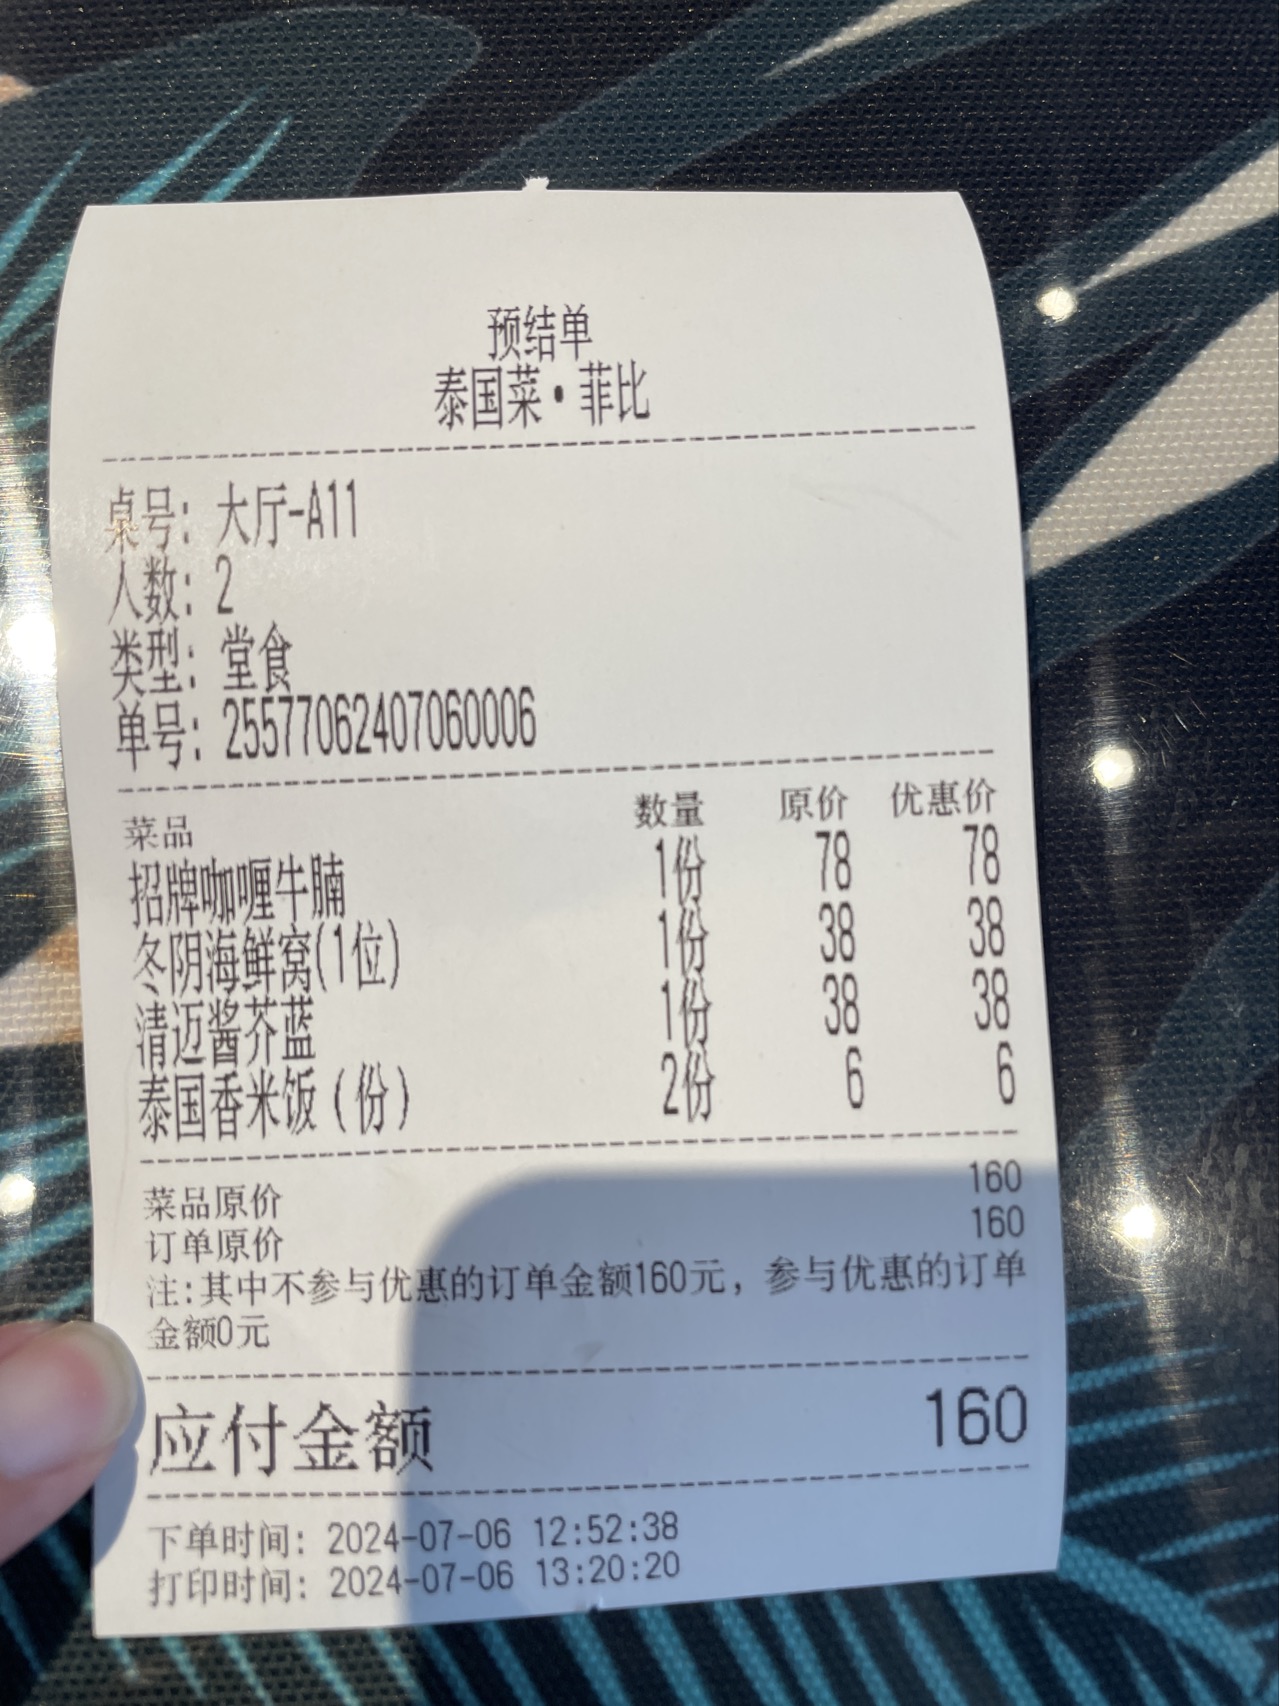 预结单
泰国菜·菲比
桌号: 大厅-A11
人数: 2
类型: 堂食
单号: 25577062407060006
菜品 数量 原价 优惠价
招牌咖喱牛腩 1份 78 78
冬阴海鲜窝(1位) 1份 38 38
清迈酱芥蓝 1份 38 38
泰国香米饭(份) 2份 6 6
菜品原价 160
订单原价 160
注:其中不参与优惠的订单金额160元, 参与优惠的订单
金额0元
应付金额 160
下单时间: 2024-07-06 12:52:38
打印时间: 2024-07-06 13:20:20